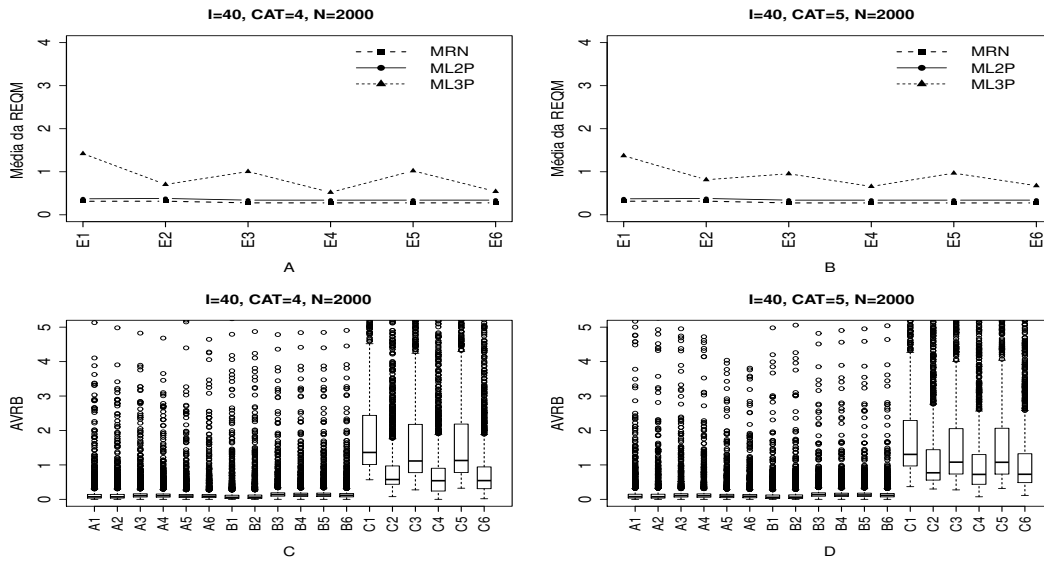 I=40, CAT=4, N=2000
Média da REQM
4
3
2
1
0
MRN
ML2P
ML3P
E1 E2 E3 E4 E5 E6
A
I=40, CAT=5, N=2000
Média da REQM
4
3
2
1
0
MRN
ML2P
ML3P
E1 E2 E3 E4 E5 E6
B
I=40, CAT=4, N=2000
AVRB
5
4
3
2
1
0
A1 A2 A3 A4 A5 A6 B1 B2 B3 B4 B5 B6 C1 C2 C3 C4 C5 C6
C
I=40, CAT=5, N=2000
AVRB
5
4
3
2
1
0
A1 A2 A3 A4 A5 A6 B1 B2 B3 B4 B5 B6 C1 C2 C3 C4 C5 C6
D